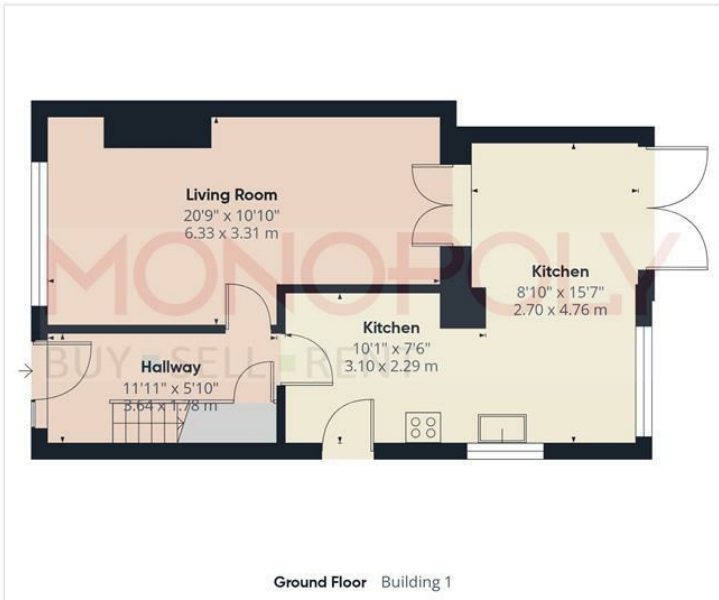 Living Room
20'9" x 10'10"
6.33 x 3.31 m
MONOPOLY
BUY SELL RENT
Kitchen
8'10" x 15'7"
2.70 x 4.76 m
Kitchen
10'1" x 7'6"
3.10 x 2.29 m
Hallway
11'11" x 5'10"
3.64 x 1.78 m
Ground Floor Building 1